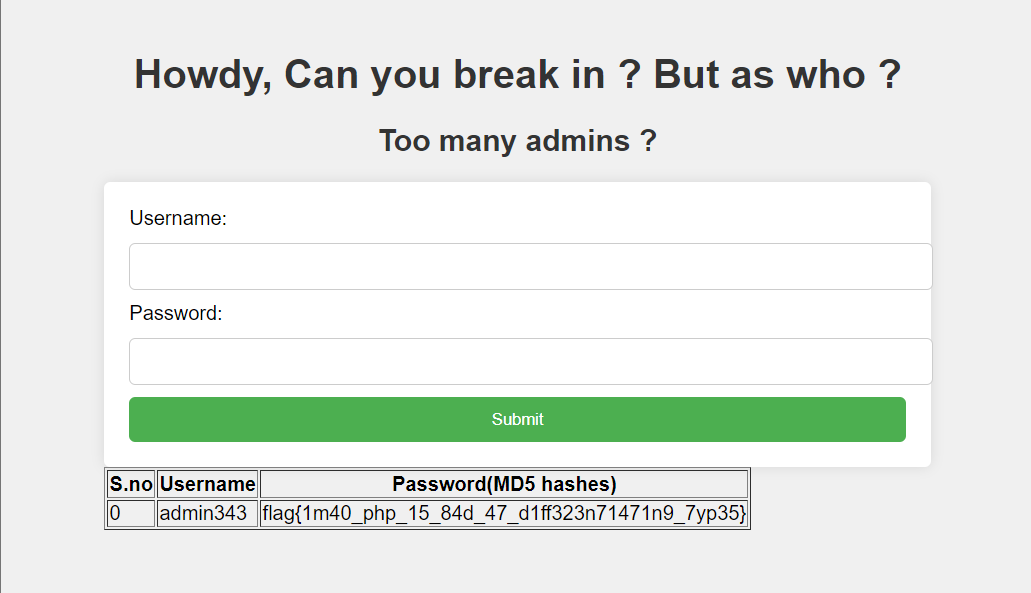 Howdy, Can you break in ? But as who ?
Too many admins ?
Username:
Password:
Submit
S.no Username Password(MD5 hashes)
0 admin343 flag{1m40_php_15_84d_47_d1ff323n71471n9_7yp35}